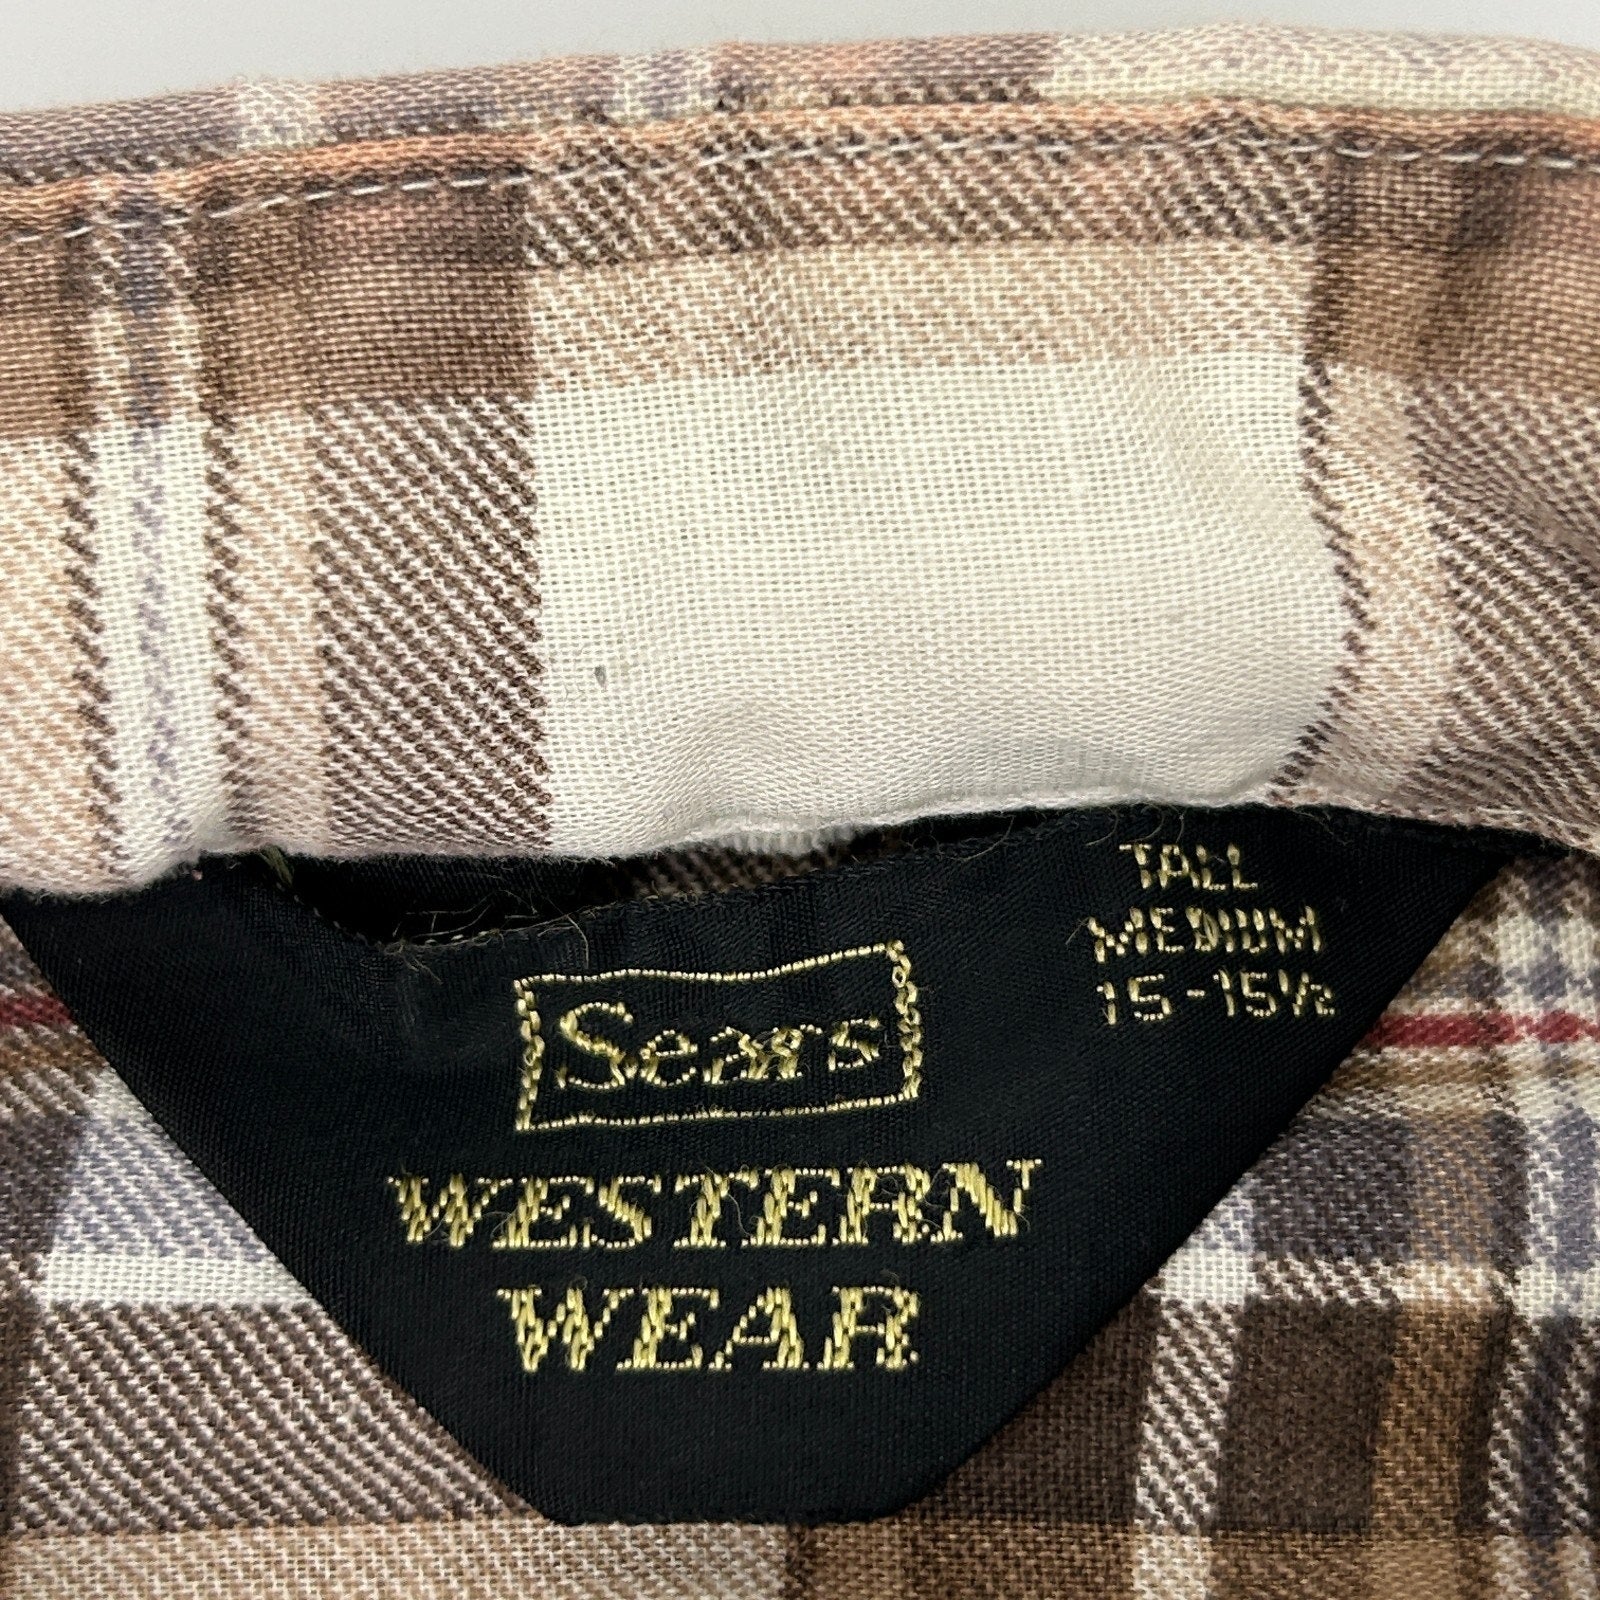 TALL
MEDIUM
15-15½
Sears
WESTERN
WEAR